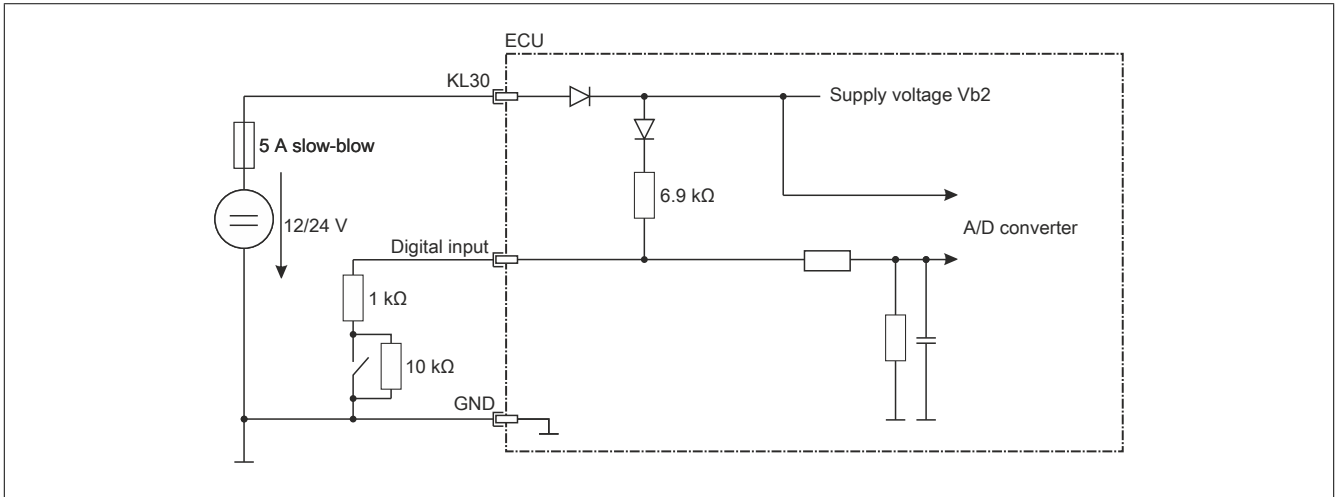 ECU
KL30
Supply voltage Vb2
5 A slow-blow
6.9 kΩ
12/24 V
A/D converter
Digital input
1 kΩ
10 kΩ
GND